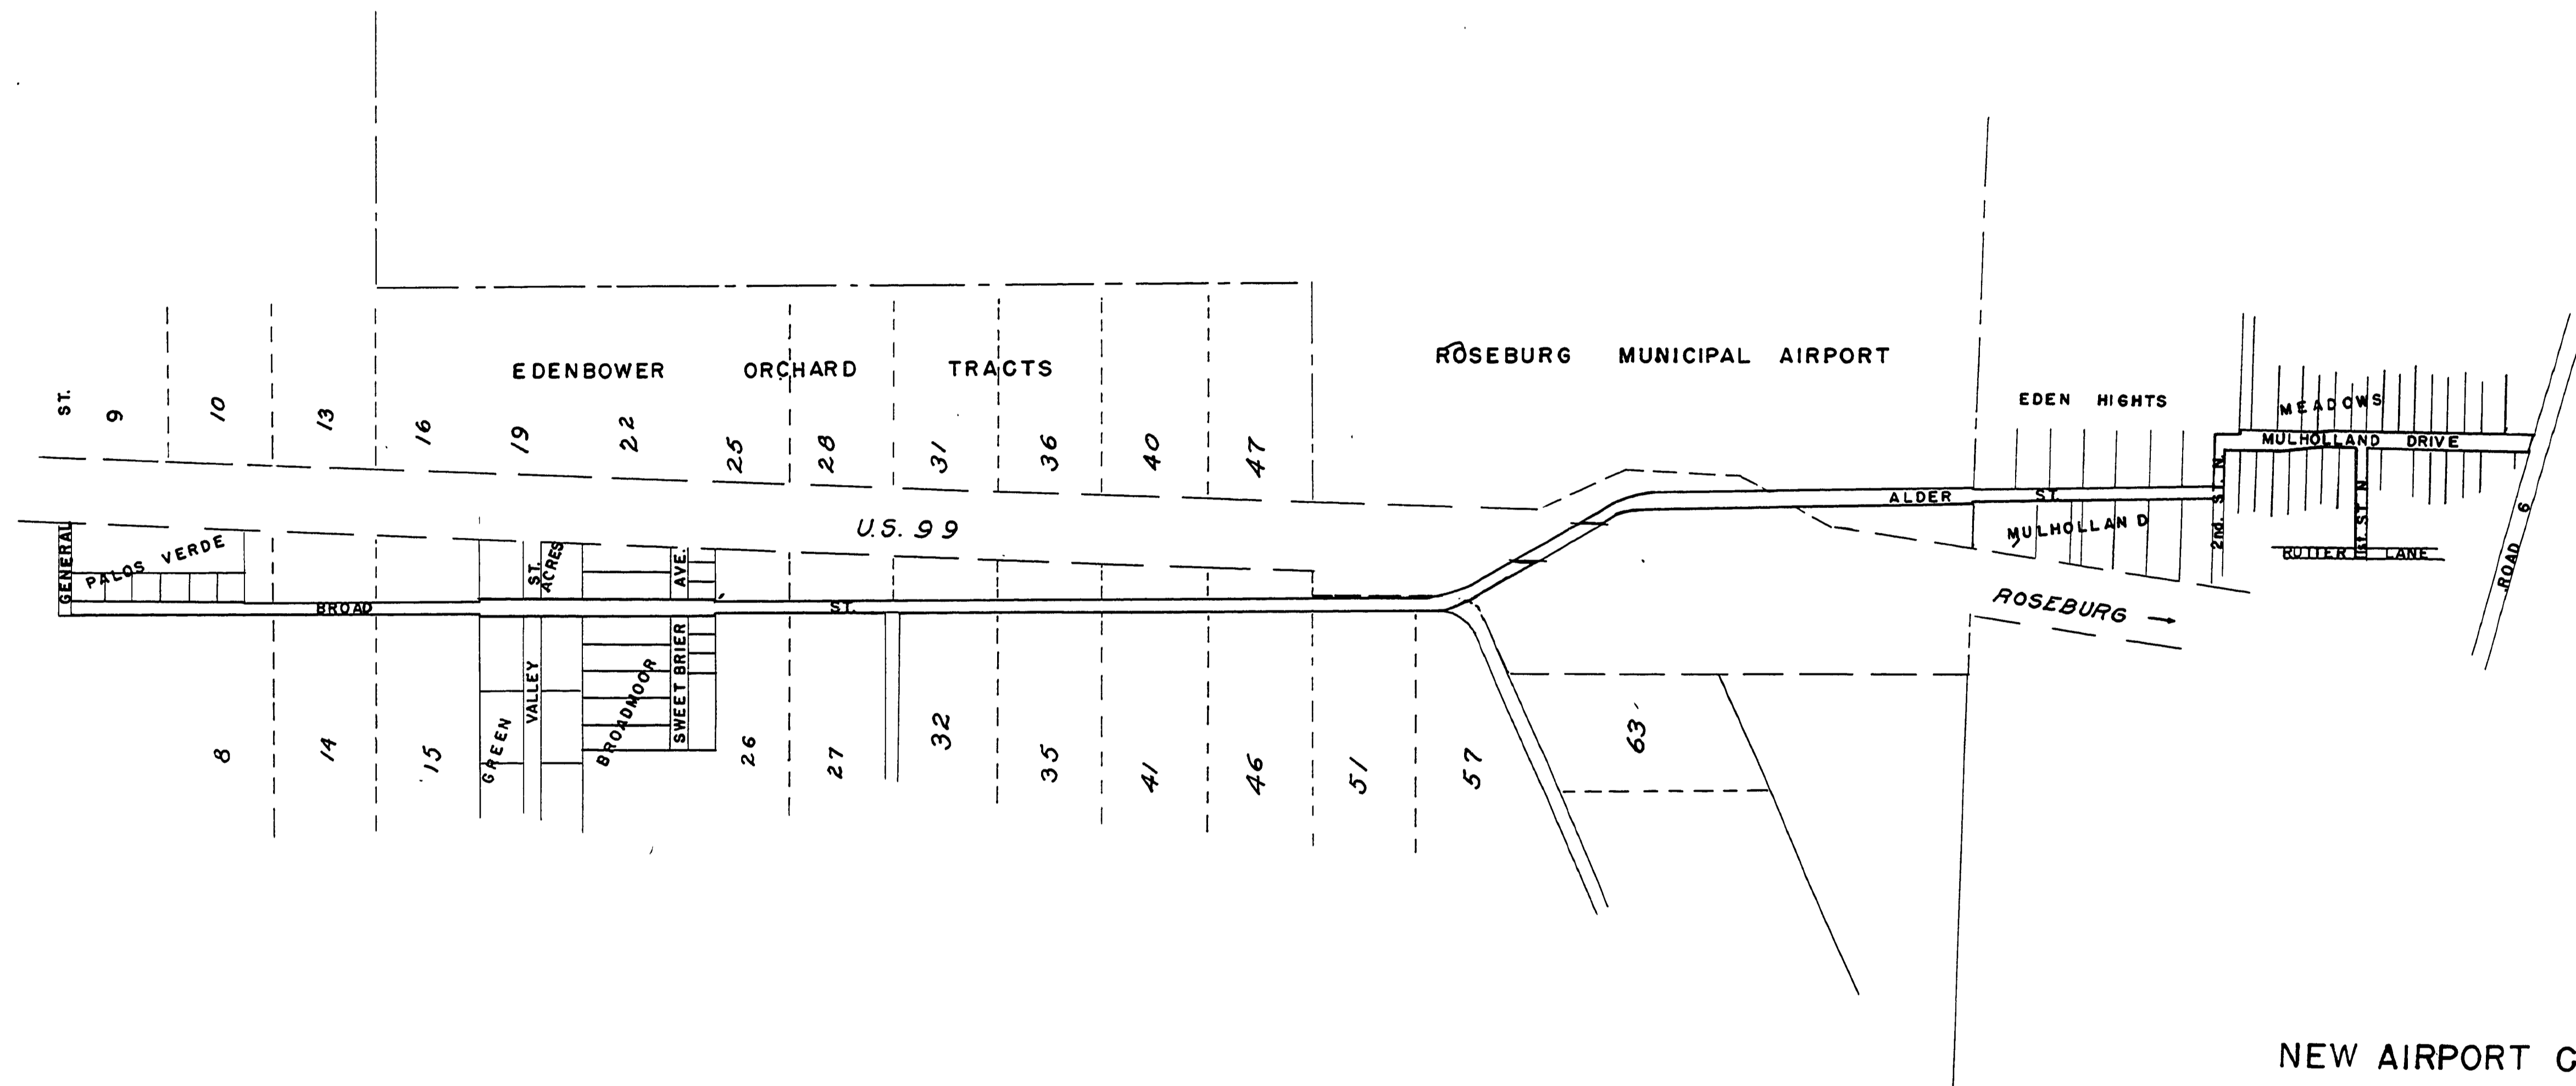 EDENBOWER ORCHARD TRACTS
ROSEBURG MUNICIPAL AIRPORT
EDEN HIGHTS
MEADOWS
MULHOLLAND DRIVE
GENERAL ST.
9
10
13
16
19
22
25
28
31
36
40
47
U.S. 99
ALDER ST.
MULHOLLAND
2nd. ST. N.
1st. ST. N
RUTTER LANE
ROAD 6
ROSEBURG
PALOS VERDE
BROAD ST.
GREEN ACRES
VALLEY ST.
BROADMOOR
SWEET BRIER AVE.
8
14
15
26
27
32
35
41
46
51
57
63
NEW AIRPORT C